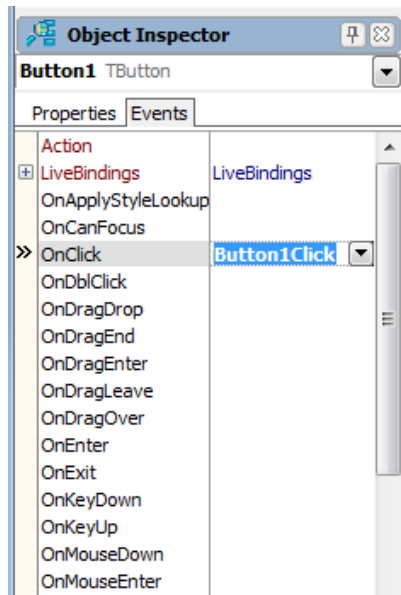 Object Inspector
Button1 TButton
Properties Events
Action
LiveBindings LiveBindings
OnApplyStyleLookup
OnCanFocus
OnClick Button1Click
OnDblClick
OnDragDrop
OnDragEnd
OnDragEnter
OnDragLeave
OnDragOver
OnEnter
OnExit
OnKeyDown
OnKeyUp
OnMouseDown
OnMouseEnter